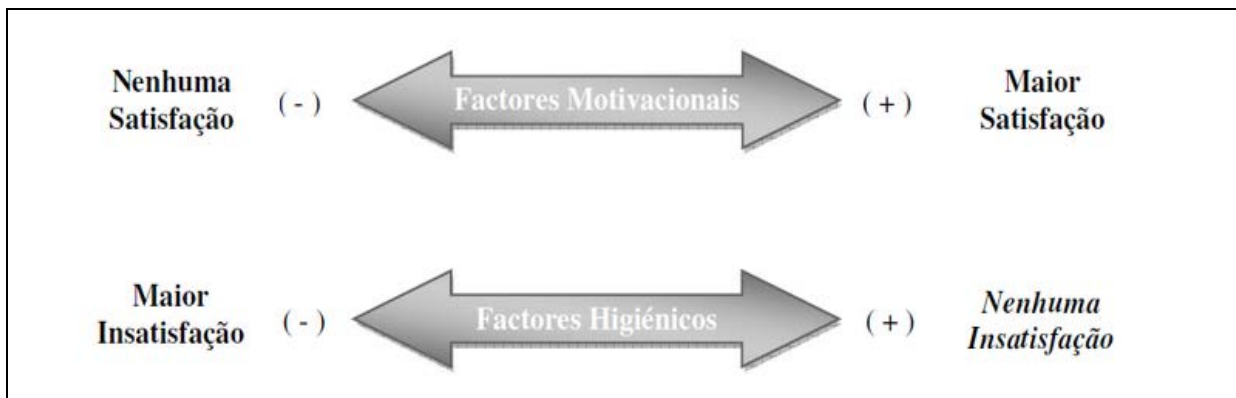 Nenhuma
Satisfação
( - )
Factores Motivacionais
( + )
Maior
Satisfação
Maior
Insatisfação
( - )
Factores Higiénicos
( + )
Nenhuma
Insatisfação